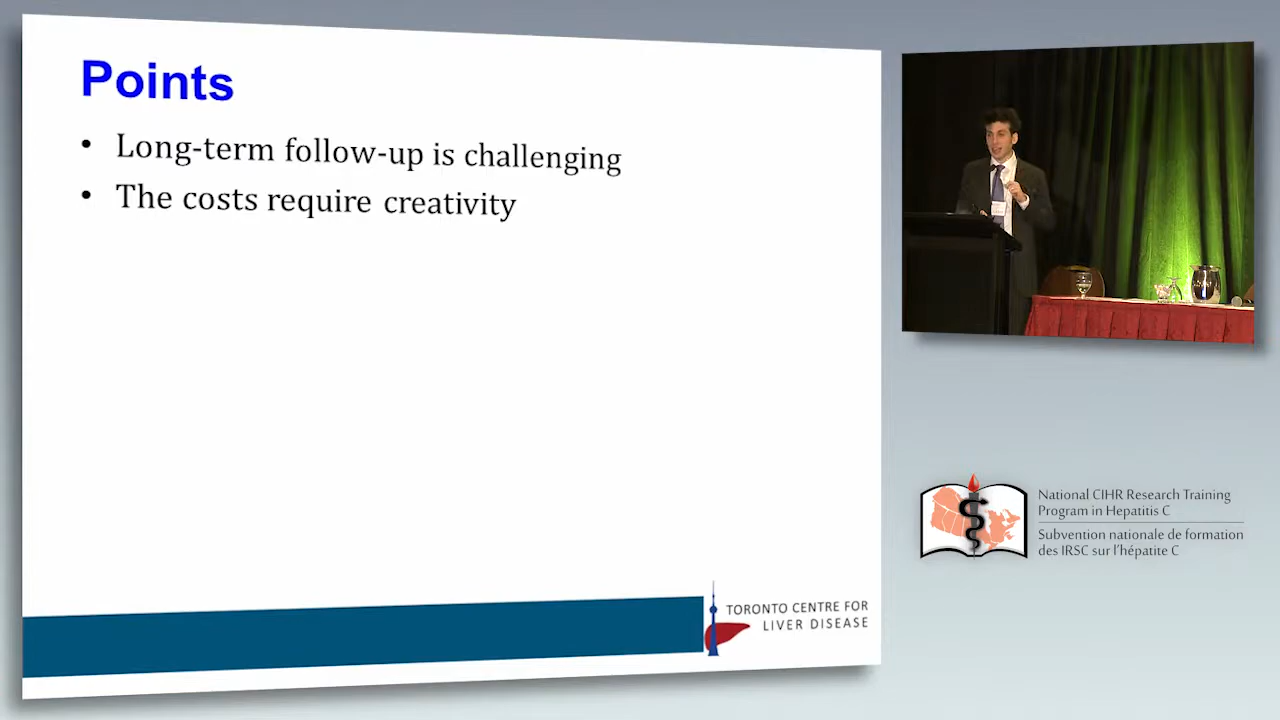 Points
• Long-term follow-up is challenging
• The costs require creativity
TORONTO CENTRE FOR
LIVER DISEASE
National CIHR Research Training
Program in Hepatitis C
Subvention nationale de formation
des IRSC sur l'hépatite C